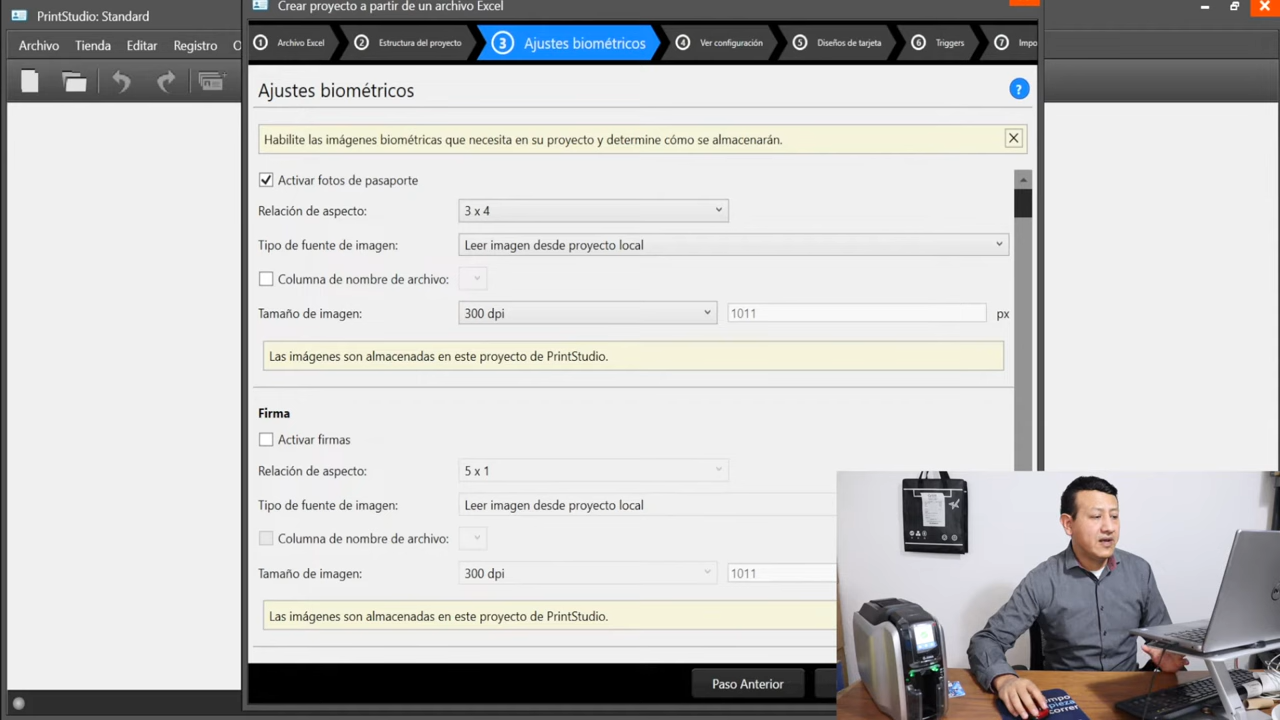 PrintStudio: Standard
Crear proyecto a partir de un archivo Excel
Archivo Tienda Editar Registro
1 Archivo Excel 2 Estructura del proyecto 3 Ajustes biométricos 4 Ver configuración 5 Diseños de tarjeta 6 Triggers 7 Impo
Ajustes biométricos
?
Habilite las imágenes biométricas que necesita en su proyecto y determine cómo se almacenarán.
Activar fotos de pasaporte
Relación de aspecto: 3 x 4
Tipo de fuente de imagen: Leer imagen desde proyecto local
Columna de nombre de archivo:
Tamaño de imagen: 300 dpi 1011 px
Las imágenes son almacenadas en este proyecto de PrintStudio.
Firma
Activar firmas
Relación de aspecto: 5 x 1
Tipo de fuente de imagen: Leer imagen desde proyecto local
Columna de nombre de archivo:
Tamaño de imagen: 300 dpi 1011
Las imágenes son almacenadas en este proyecto de PrintStudio.
Paso Anterior